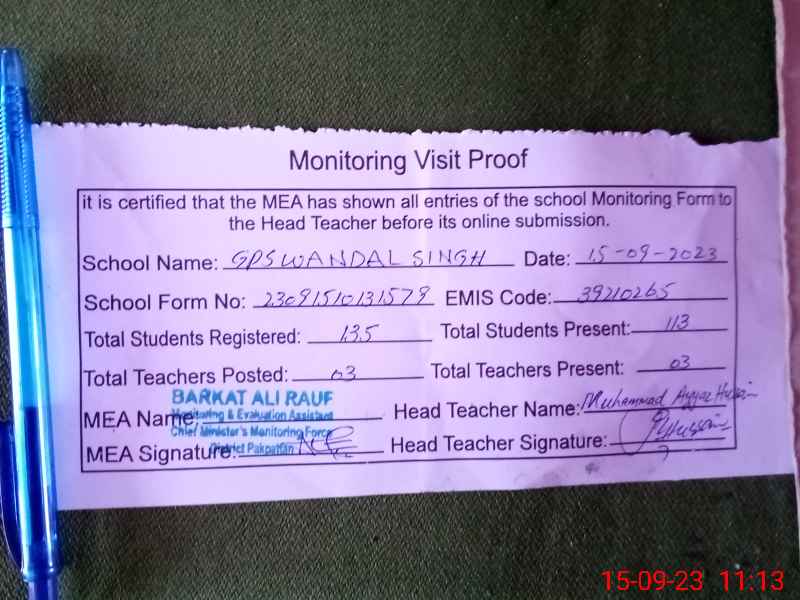 Monitoring Visit Proof
it is certified that the MEA has shown all entries of the school Monitoring Form to
the Head Teacher before its online submission.
School Name: GPS WANDAL SINGH Date: 15-09-2023
School Form No: 23091510131579 EMIS Code: 39210265
Total Students Registered: 135 Total Students Present: 113
Total Teachers Posted: 03 Total Teachers Present: 03
BARKAT ALI RAUF
Monitoring & Evaluation Assistant
MEA Name: Head Teacher Name: Muhammad Hussain
Chief Minister's Monitoring Force
District Pakpattan
MEA Signature: Head Teacher Signature:
15-09-23 11:13